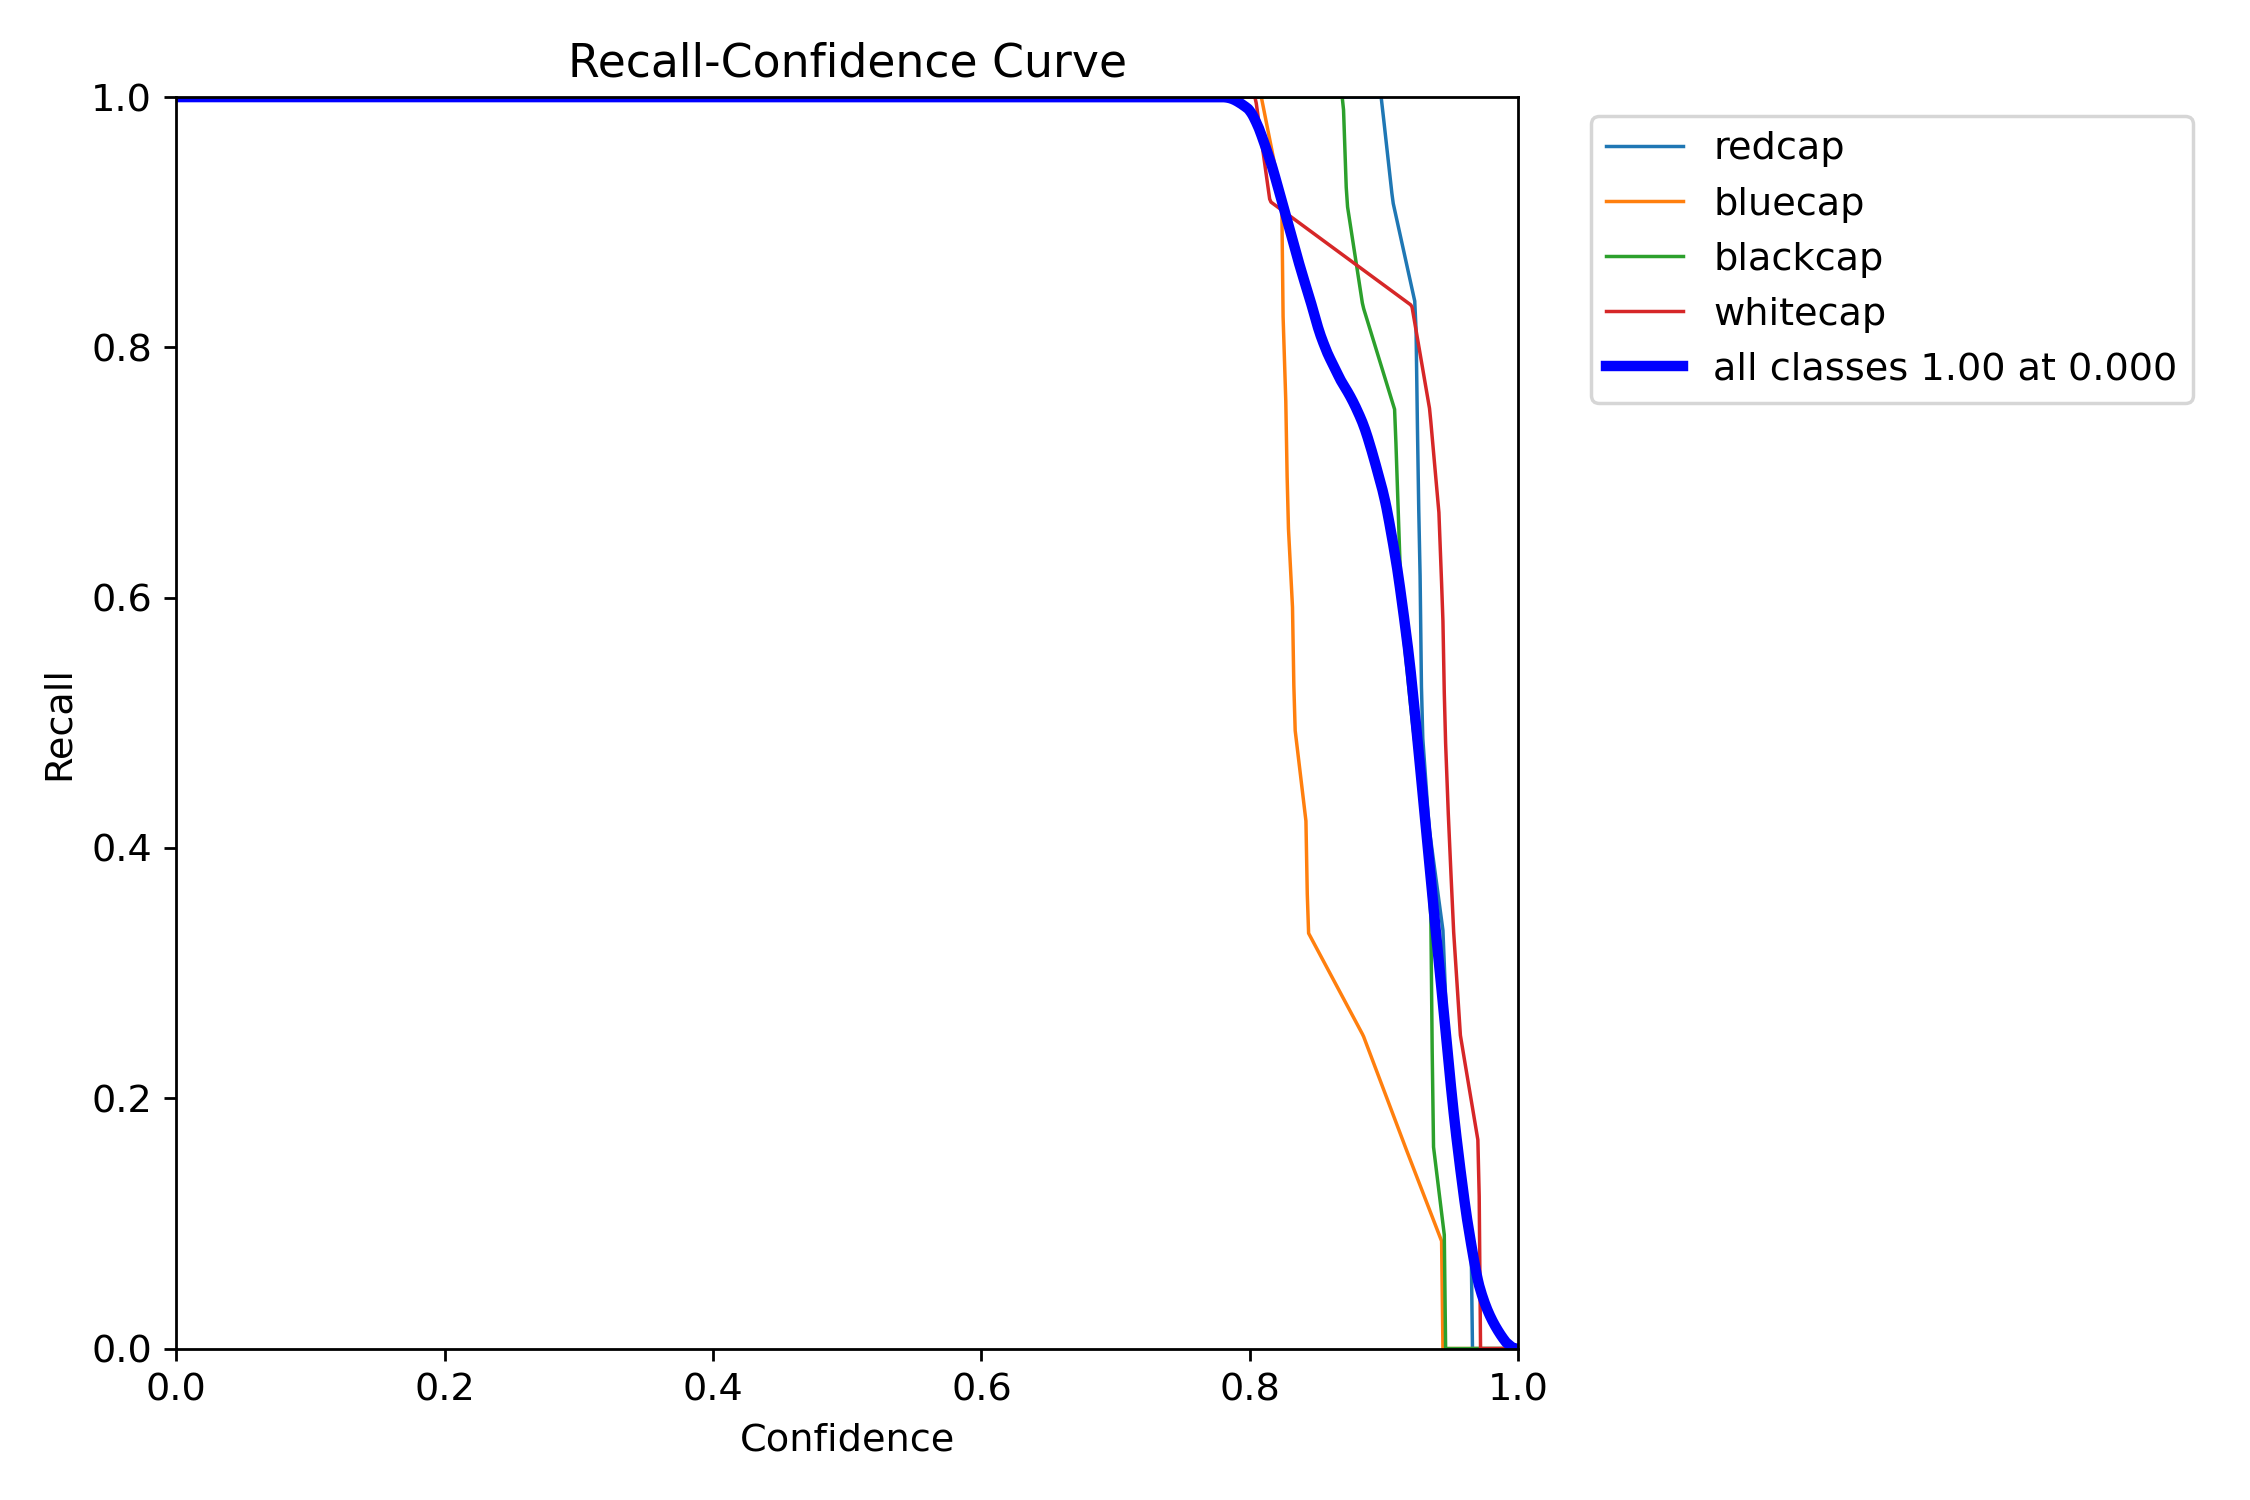 Recall-Confidence Curve
1.0
0.8
0.6
0.4
0.2
0.0
Recall
0.0 0.2 0.4 0.6 0.8 1.0
Confidence
redcap
bluecap
blackcap
whitecap
all classes 1.00 at 0.000